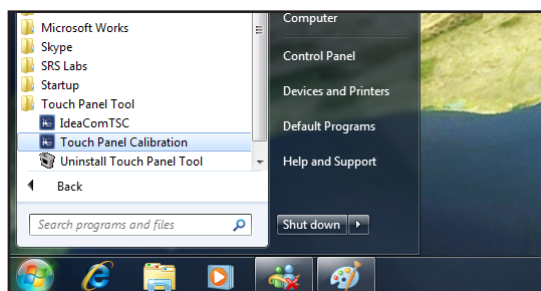 Microsoft Works
Skype
SRS Labs
Startup
Touch Panel Tool
IdeaComTSC
Touch Panel Calibration
Uninstall Touch Panel Tool
Back
Search programs and files
Computer
Control Panel
Devices and Printers
Default Programs
Help and Support
Shut down